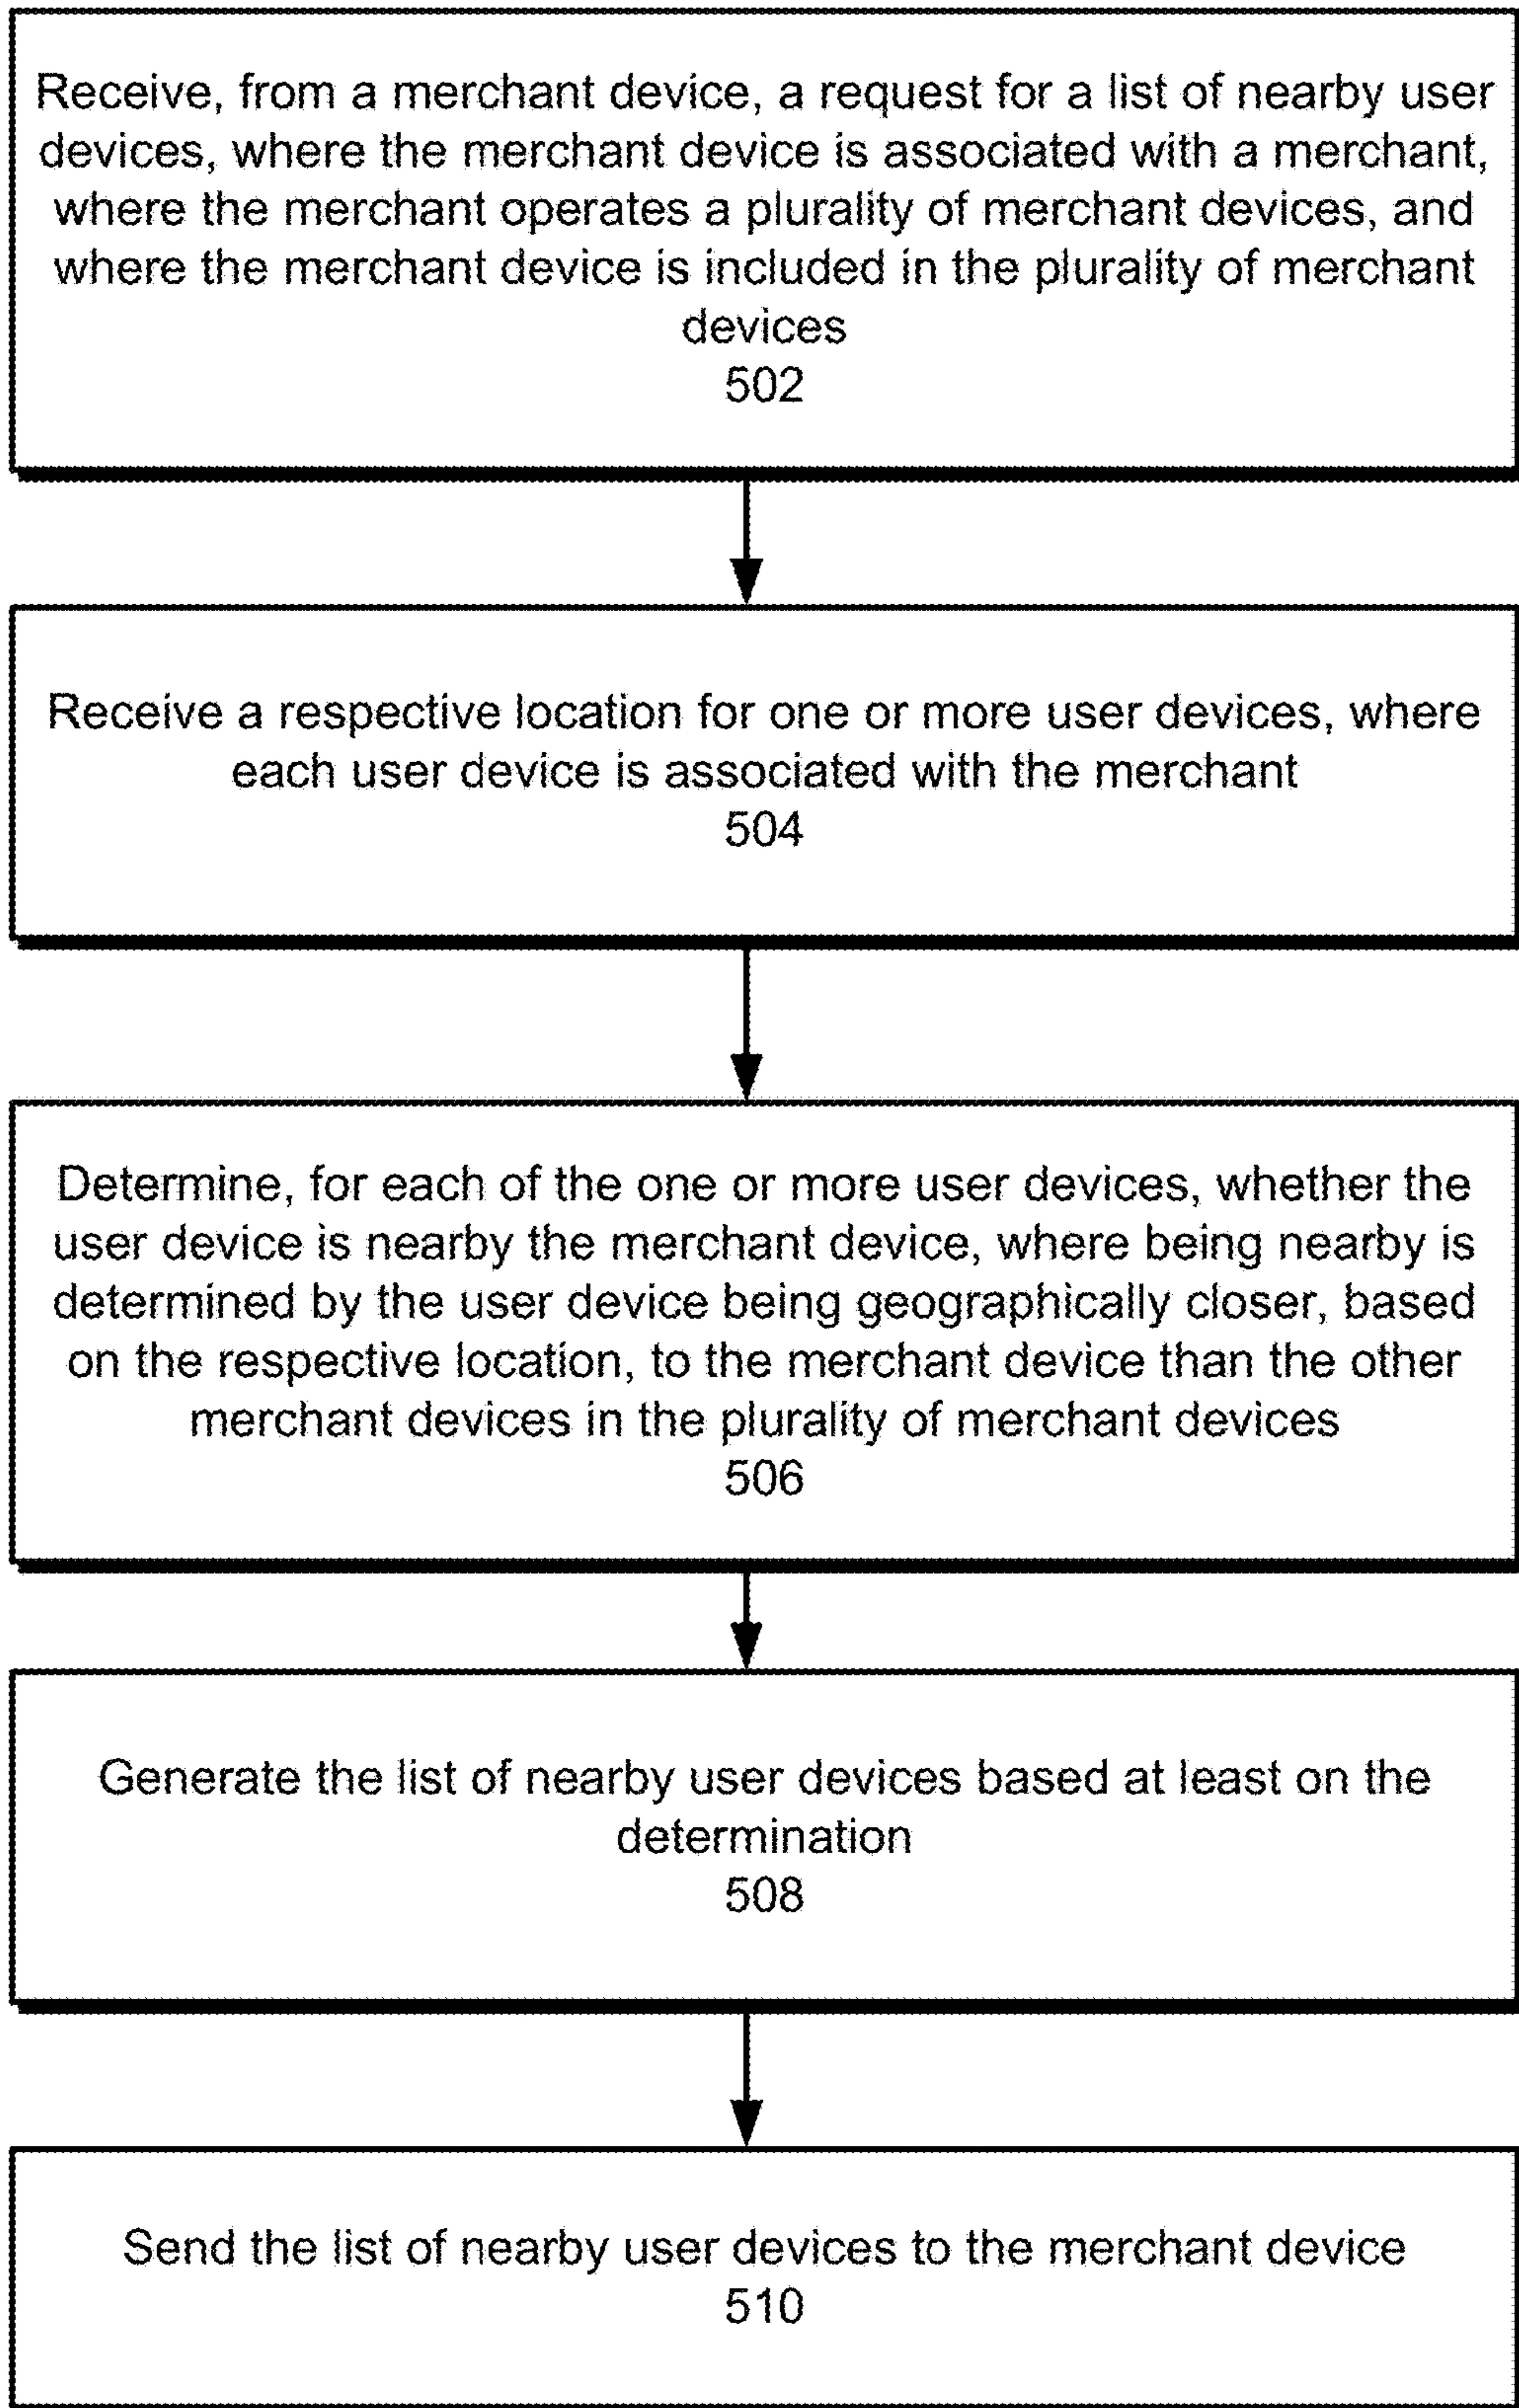 Receive, from a merchant device, a request for a list of nearby user
devices, where the merchant device is associated with a merchant,
where the merchant operates a plurality of merchant devices, and
where the merchant device is included in the plurality of merchant
devices
502
Receive a respective location for one or more user devices, where
each user device is associated with the merchant
504
Determine, for each of the one or more user devices, whether the
user device is nearby the merchant device, where being nearby is
determined by the user device being geographically closer, based
on the respective location, to the merchant device than the other
merchant devices in the plurality of merchant devices
506
Generate the list of nearby user devices based at least on the
determination
508
Send the list of nearby user devices to the merchant device
510